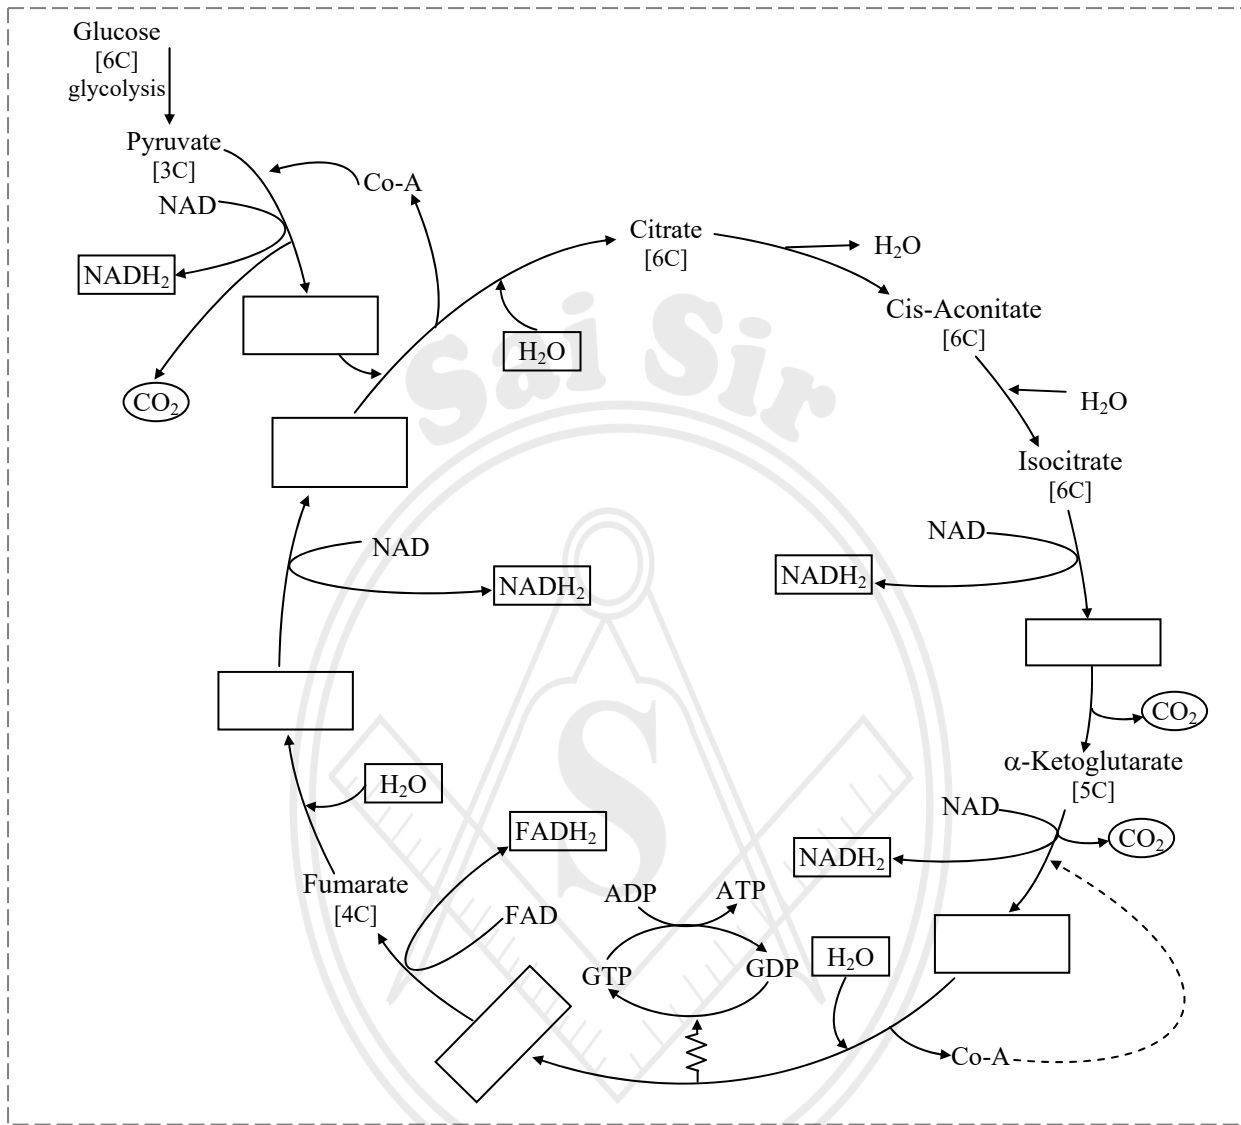 Glucose
[6C]
glycolysis
Pyruvate
[3C]
Co-A
NAD
NADH₂
CO₂
Citrate
[6C]
H₂O
H₂O
Cis-Aconitate
[6C]
H₂O
Isocitrate
[6C]
NAD
NADH₂
NAD
NADH₂
CO₂
α-Ketoglutarate
[5C]
NAD
CO₂
NADH₂
H₂O
FADH₂
Fumarate
[4C]
FAD
ADP
ATP
GTP
GDP
H₂O
Co-A
Sai Sir
S